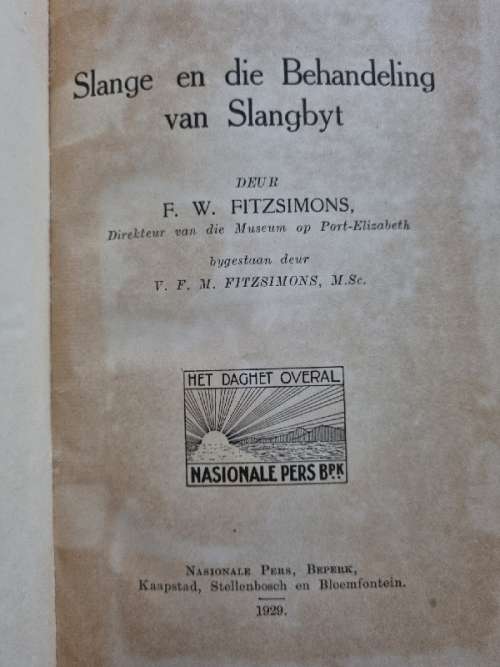 Slange en die Behandeling
van Slangbyt
DEUR
F. W. FITZSIMONS,
Direkteur van die Museum op Port-Elizabeth
bygestaan deur
V. F. M. FITZSIMONS, M.Sc.
HET DAGHET OVERAL
NASIONALE PERS BPK
NASIONALE PERS, BEPERK,
Kaapstad, Stellenbosch en Bloemfontein.
1929.